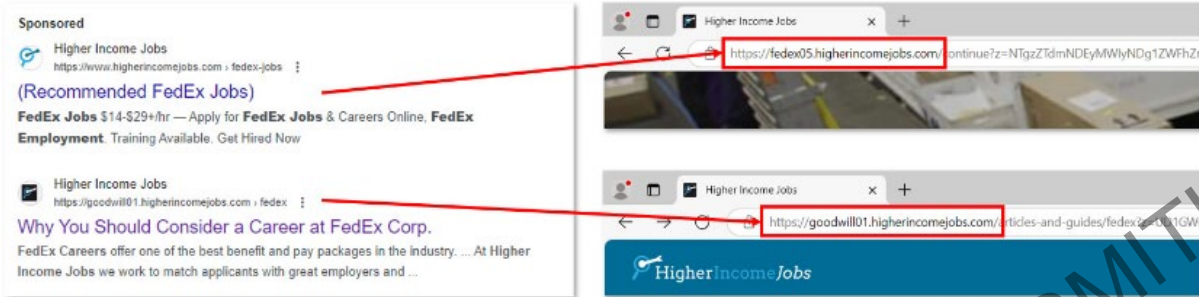 Sponsored
Higher Income Jobs
https://www.higherincomejobs.com › fedex-jobs
(Recommended FedEx Jobs)
FedEx Jobs $14-$29+/hr — Apply for FedEx Jobs & Careers Online, FedEx
Employment. Training Available. Get Hired Now
Higher Income Jobs
https://goodwill01.higherincomejobs.com › fedex
Why You Should Consider a Career at FedEx Corp.
FedEx Careers offer one of the best benefit and pay packages in the industry. ... At Higher
Income Jobs we work to match applicants with great employers and ...
Higher Income Jobs
https://fedex05.higherincomejobs.com/continue?z=
Higher Income Jobs
https://goodwill01.higherincomejobs.com/articles-and-guides/fedex
HigherIncomeJobs